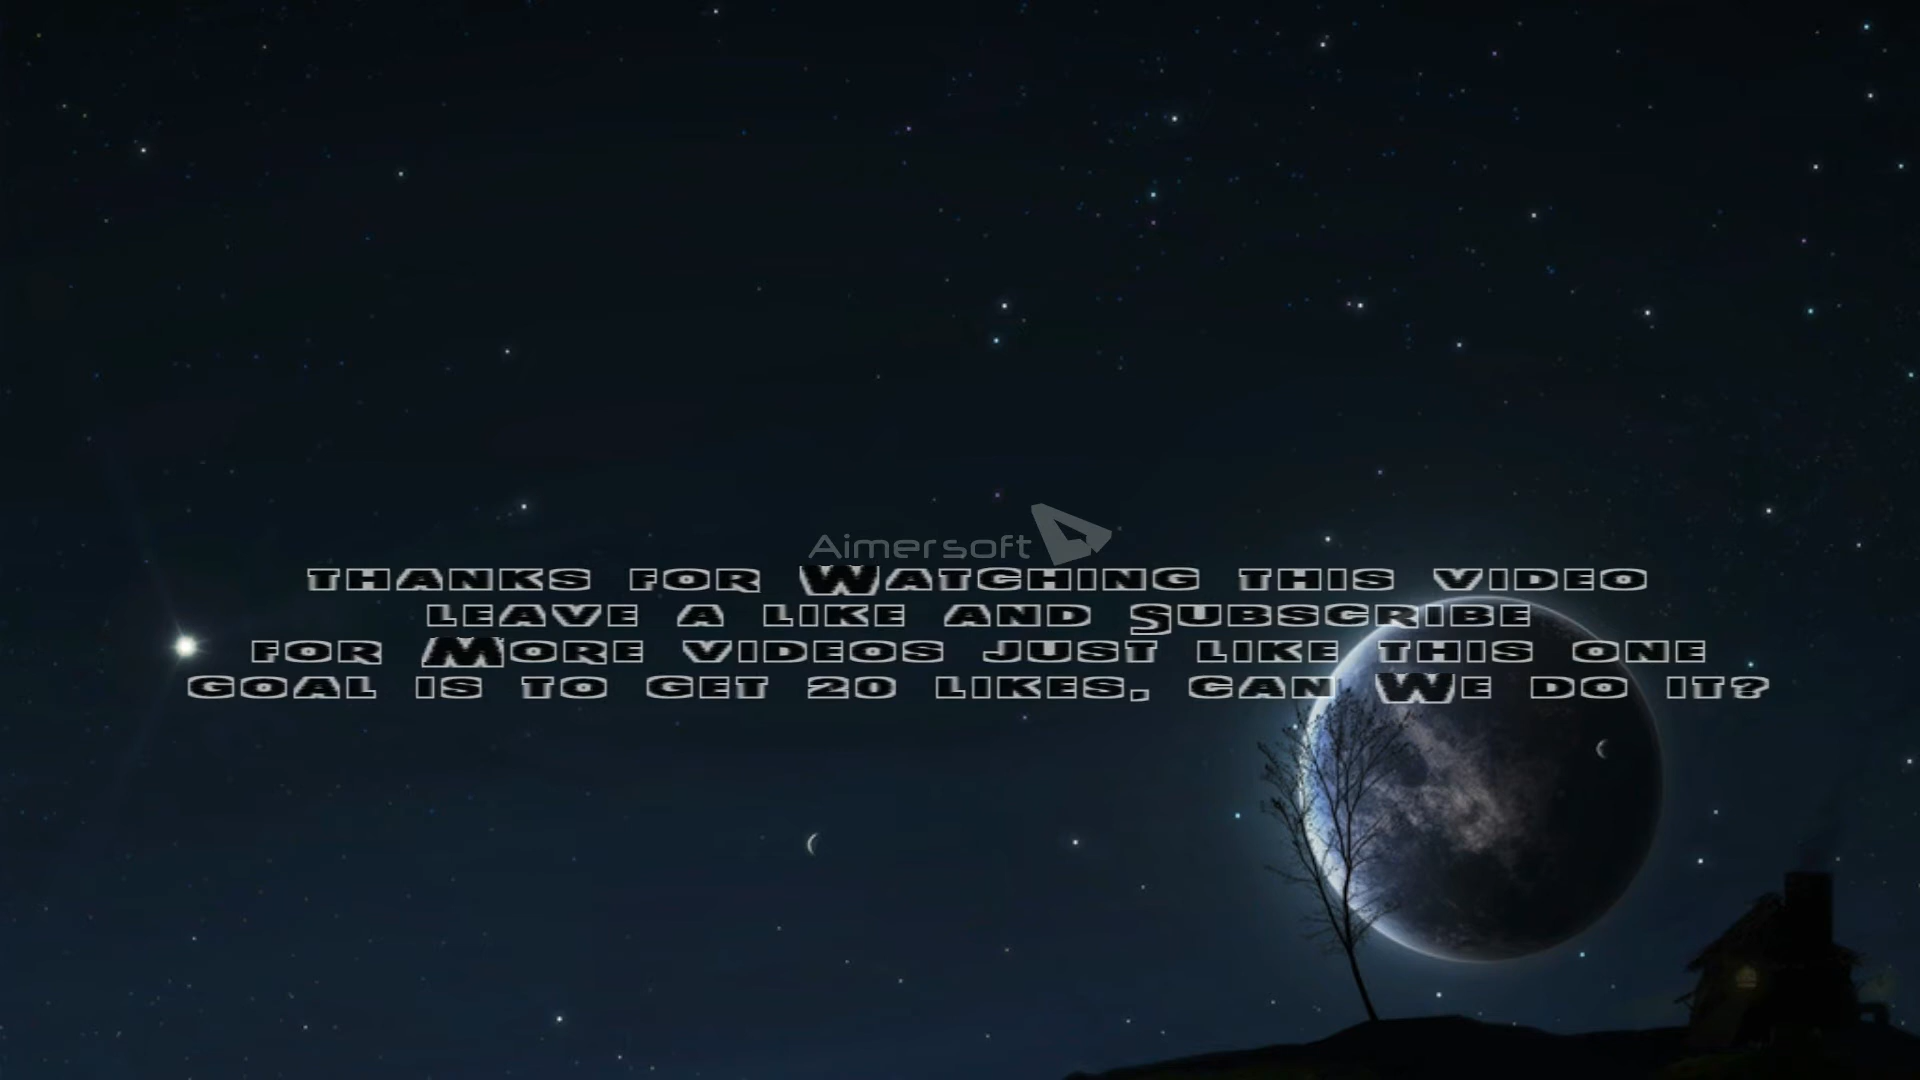 Aimersoft
THANKS FOR WATCHING THIS VIDEO
LEAVE A LIKE AND SUBSCRIBE
FOR MORE VIDEOS JUST LIKE THIS ONE
GOAL IS TO GET 20 LIKES, CAN WE DO IT?